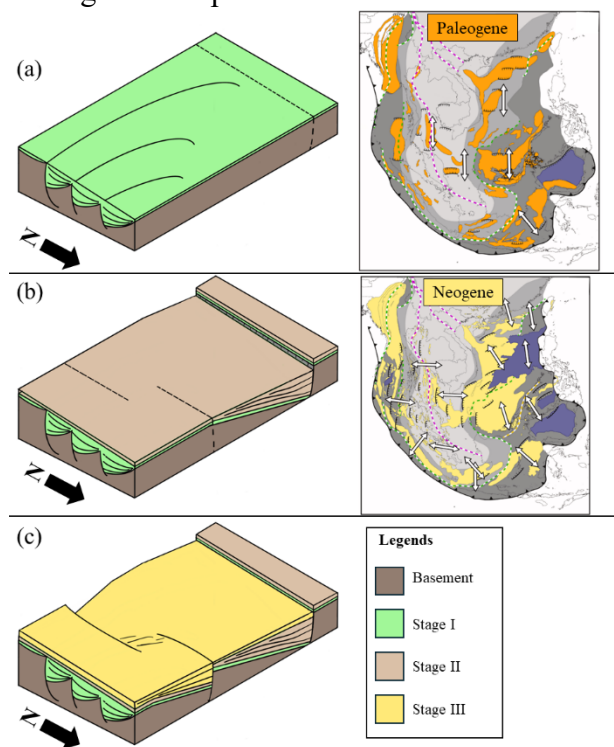 (a)
Paleogene
N
(b)
Neogene
N
(c)
Legends
Basement
Stage I
Stage II
Stage III
N